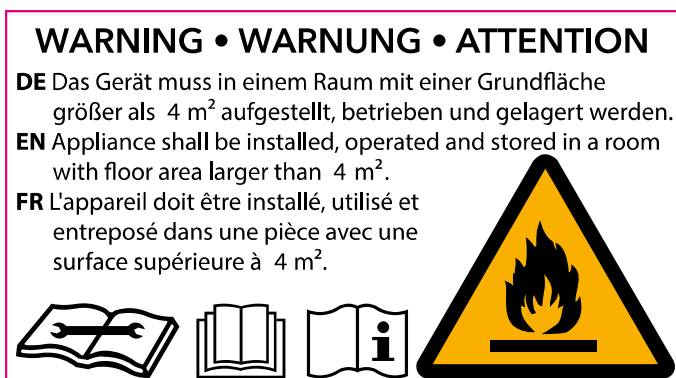 WARNING • WARNUNG • ATTENTION
DE Das Gerät muss in einem Raum mit einer Grundfläche
größer als 4 m² aufgestellt, betrieben und gelagert werden.
EN Appliance shall be installed, operated and stored in a room
with floor area larger than 4 m².
FR L'appareil doit être installé, utilisé et
entreposé dans une pièce avec une
surface supérieure à 4 m².
i